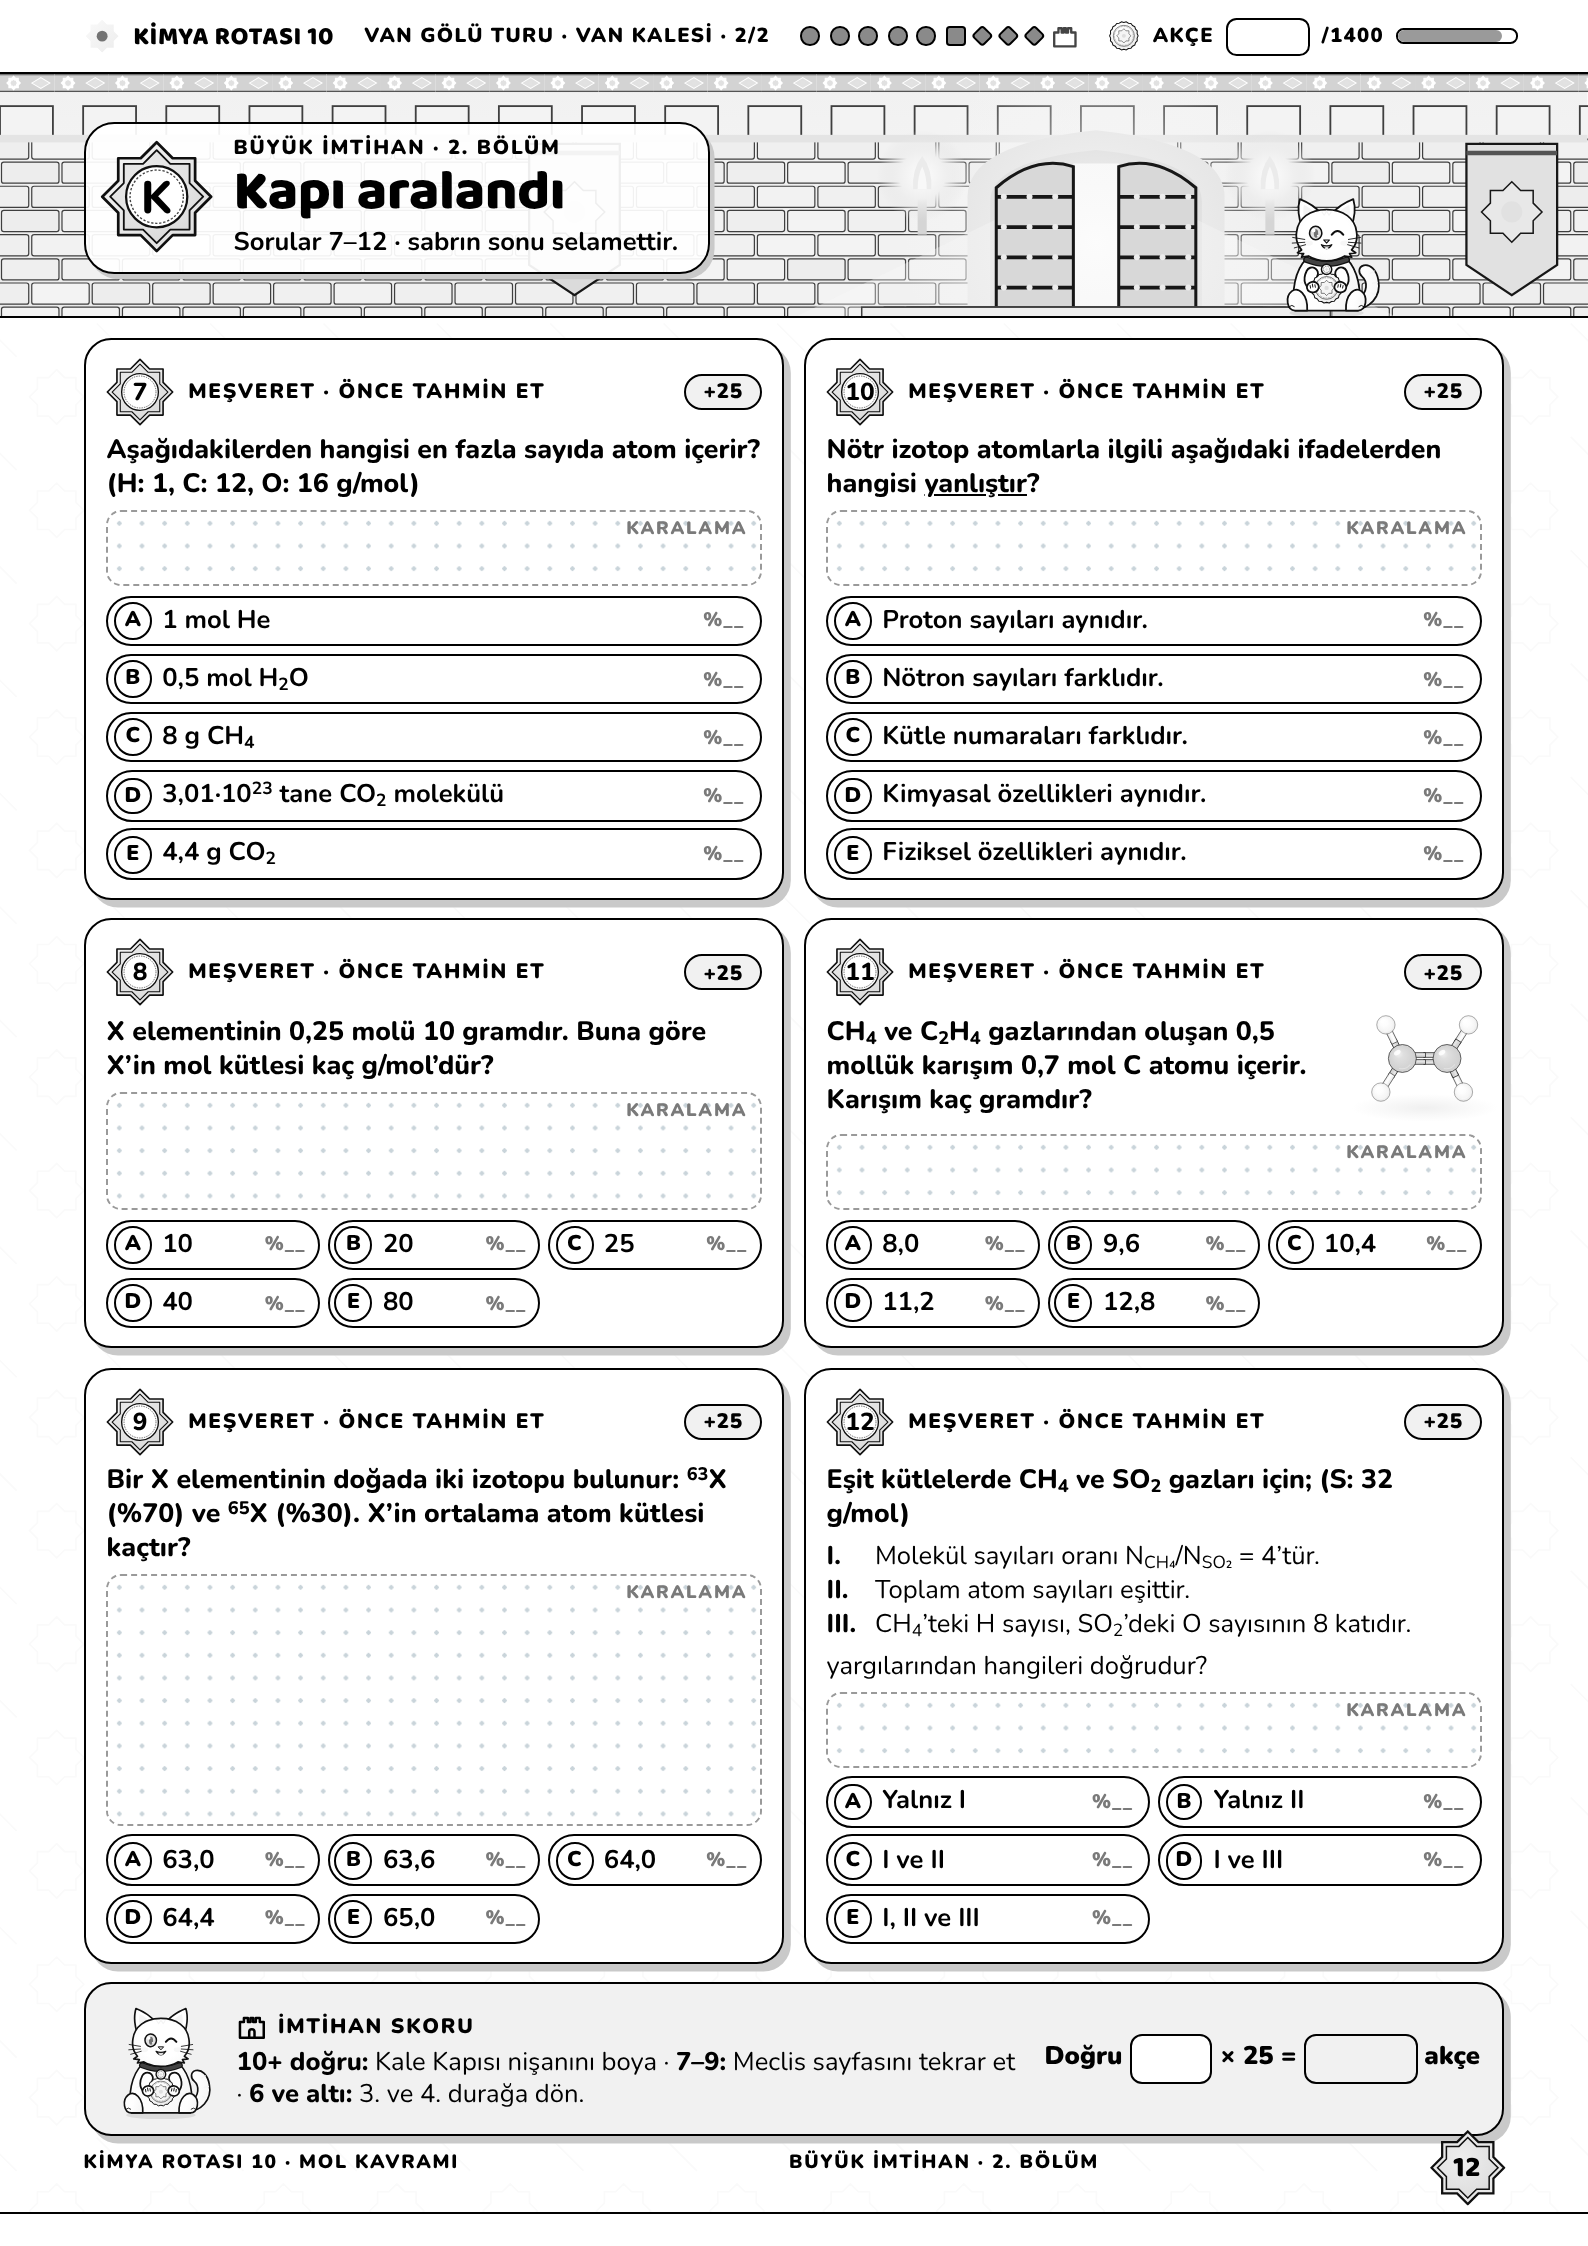 KİMYA ROTASI 10 VAN GÖLÜ TURU · VAN KALESİ · 2/2 AKÇE /1400
BÜYÜK İMTİHAN · 2. BÖLÜM
K
Kapı aralandı
Sorular 7–12 · sabrın sonu selamettir.
7 MEŞVERET · ÖNCE TAHMİN ET +25
Aşağıdakilerden hangisi en fazla sayıda atom içerir?
(H: 1, C: 12, O: 16 g/mol)
KARALAMA
A 1 mol He %__
B 0,5 mol H₂O %__
C 8 g CH₄ %__
D 3,01·10²³ tane CO₂ molekülü %__
E 4,4 g CO₂ %__
8 MEŞVERET · ÖNCE TAHMİN ET +25
X elementinin 0,25 molü 10 gramdır. Buna göre
X’in mol kütlesi kaç g/mol’dür?
KARALAMA
A 10 %__ B 20 %__ C 25 %__
D 40 %__ E 80 %__
9 MEŞVERET · ÖNCE TAHMİN ET +25
Bir X elementinin doğada iki izotopu bulunur: ⁶³X
(%70) ve ⁶⁵X (%30). X’in ortalama atom kütlesi
kaçtır?
KARALAMA
A 63,0 %__ B 63,6 %__ C 64,0 %__
D 64,4 %__ E 65,0 %__
10 MEŞVERET · ÖNCE TAHMİN ET +25
Nötr izotop atomlarla ilgili aşağıdaki ifadelerden
hangisi yanlıştır?
KARALAMA
A Proton sayıları aynıdır. %__
B Nötron sayıları farklıdır. %__
C Kütle numaraları farklıdır. %__
D Kimyasal özellikleri aynıdır. %__
E Fiziksel özellikleri aynıdır. %__
11 MEŞVERET · ÖNCE TAHMİN ET +25
CH₄ ve C₂H₄ gazlarından oluşan 0,5
mollük karışım 0,7 mol C atomu içerir.
Karışım kaç gramdır?
KARALAMA
A 8,0 %__ B 9,6 %__ C 10,4 %__
D 11,2 %__ E 12,8 %__
12 MEŞVERET · ÖNCE TAHMİN ET +25
Eşit kütlelerde CH₄ ve SO₂ gazları için; (S: 32
g/mol)
I. Molekül sayıları oranı N_CH₄/N_SO₂ = 4’tür.
II. Toplam atom sayıları eşittir.
III. CH₄’teki H sayısı, SO₂’deki O sayısının 8 katıdır.
yargılarından hangileri doğrudur?
KARALAMA
A Yalnız I %__ B Yalnız II %__
C I ve II %__ D I ve III %__
E I, II ve III %__
İMTİHAN SKORU
10+ doğru: Kale Kapısı nişanını boya · 7–9: Meclis sayfasını tekrar et
· 6 ve altı: 3. ve 4. durağa dön.
Doğru × 25 = akçe
KİMYA ROTASI 10 · MOL KAVRAMI BÜYÜK İMTİHAN · 2. BÖLÜM 12